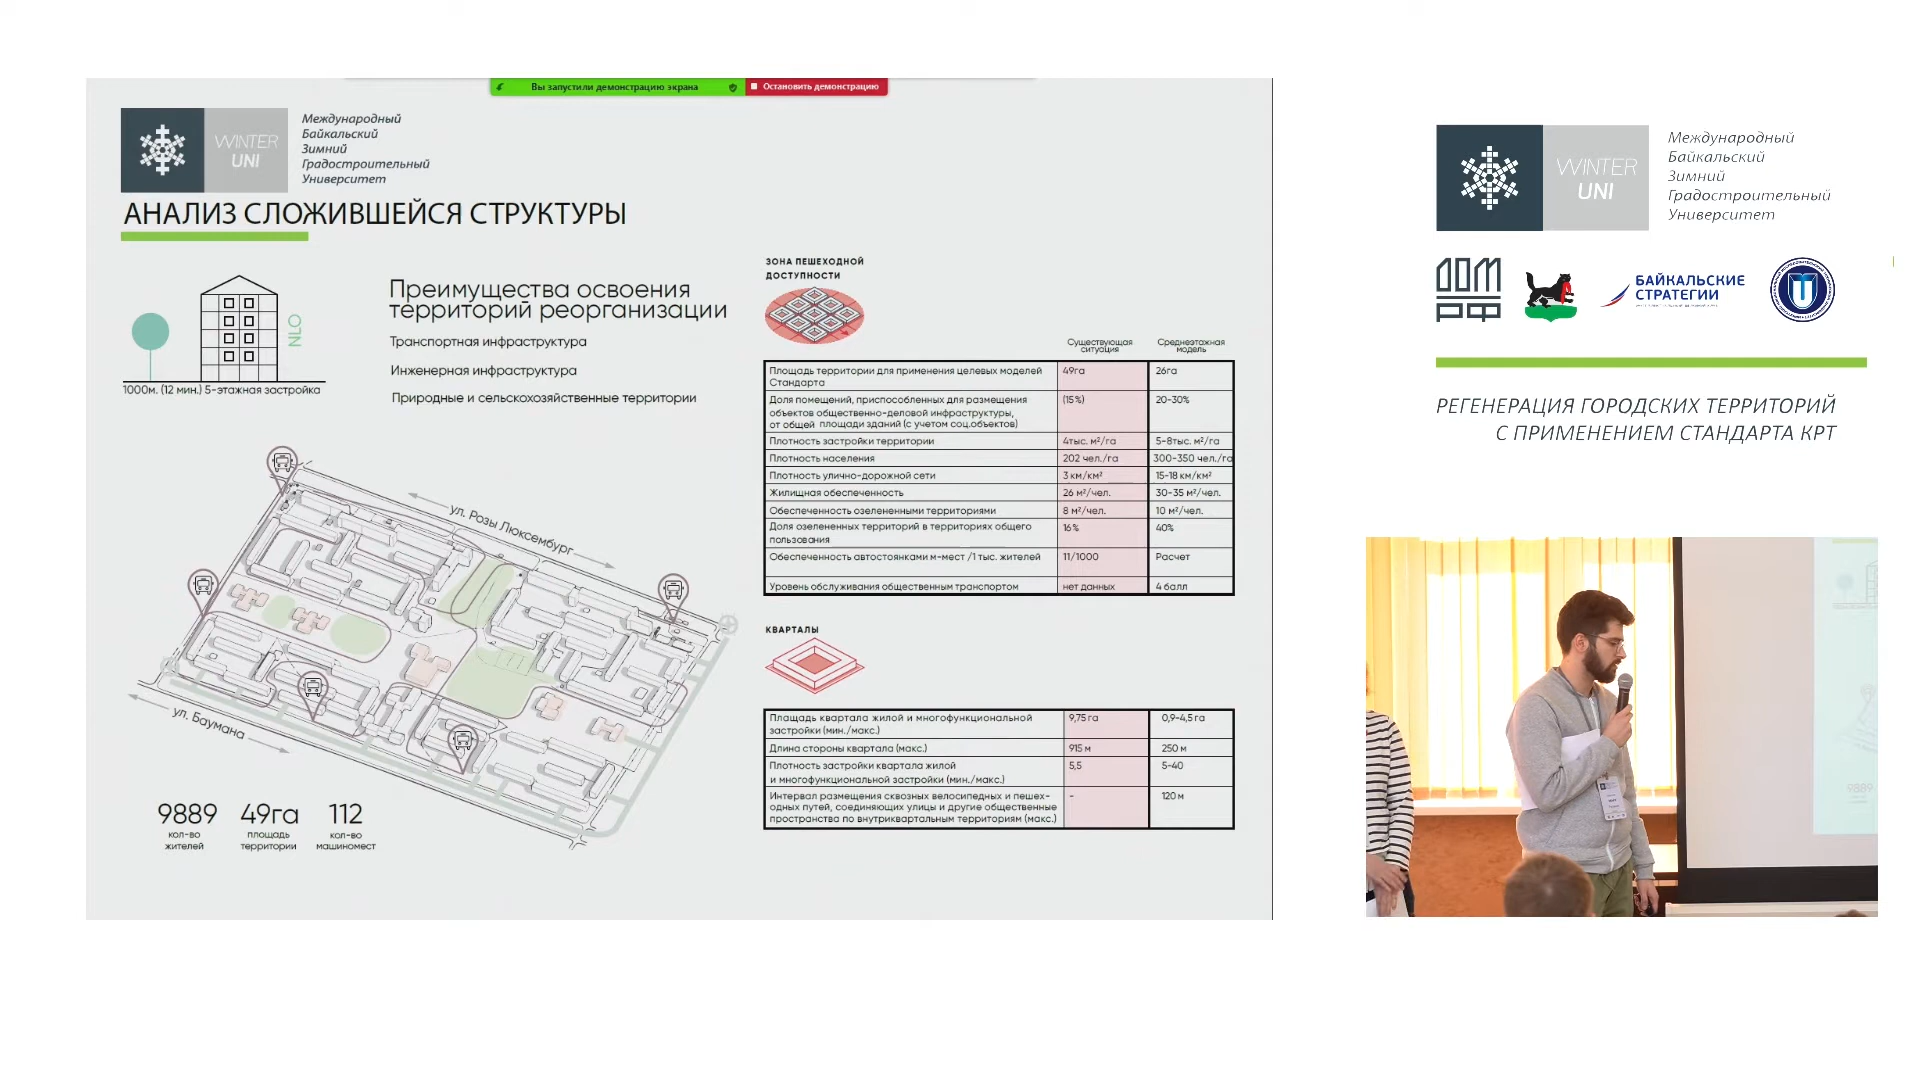 Вы запустили демонстрацию экрана
Остановить демонстрацию
WINTER
UNI
Международный
Байкальский
Зимний
Градостроительный
Университет
АНАЛИЗ СЛОЖИВШЕЙСЯ СТРУКТУРЫ
NLO
1000м. (12 мин.) 5-этажная застройка
Преимущества освоения
территорий реорганизации
Транспортная инфраструктура
Инженерная инфраструктура
Природные и сельскохозяйственные территории
ул. Розы Люксембург
ул. Баумана
9889 49га 112
кол-во площадь кол-во
жителей территории машиномест
ЗОНА ПЕШЕХОДНОЙ
ДОСТУПНОСТИ
Существующая Среднеэтажная
ситуация модель
Площадь территории для применения целевых моделей 49га 26га
Стандарта
Доля помещений, приспособленных для размещения (15%) 20-30%
объектов общественно-деловой инфраструктуры,
от общей площади зданий (с учетом соц.объектов)
Плотность застройки территории 4тыс. м²/га 5-8тыс. м²/га
Плотность населения 202 чел./га 300-350 чел./га
Плотность улично-дорожной сети 3 км/км² 15-18 км/км²
Жилищная обеспеченность 26 м²/чел. 30-35 м²/чел.
Обеспеченность озелененными территориями 8 м²/чел. 10 м²/чел.
Доля озелененных территорий в территориях общего 16% 40%
пользования
Обеспеченность автостоянками м-мест /1 тыс. жителей 11/1000 Расчет
Уровень обслуживания общественным транспортом нет данных 4 балл
КВАРТАЛЫ
Площадь квартала жилой и многофункциональной 9,75 га 0,9-4,5 га
застройки (мин./макс.)
Длина стороны квартала (макс.) 915 м 250 м
Плотность застройки квартала жилой 5,5 5-40
и многофункциональной застройки (мин./макс.)
Интервал размещения сквозных велосипедных и пешех- - 120 м
одных путей, соединяющих улицы и другие общественные
пространства по внутриквартальным территориям (макс.)
WINTER
UNI
Международный
Байкальский
Зимний
Градостроительный
Университет
ДОМ
РФ
БАЙКАЛЬСКИЕ
СТРАТЕГИИ
РЕГЕНЕРАЦИЯ ГОРОДСКИХ ТЕРРИТОРИЙ
С ПРИМЕНЕНИЕМ СТАНДАРТА КРТ
9889